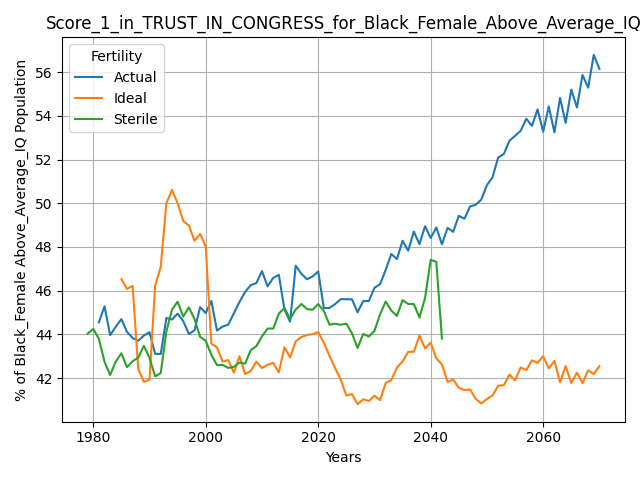 Score_1_in_TRUST_IN_CONGRESS_for_Black_Female_Above_Average_IQ
Fertility
Actual
Ideal
Sterile
% of Black_Female Above_Average_IQ Population
56
54
52
50
48
46
44
42
1980
2000
2020
2040
2060
Years